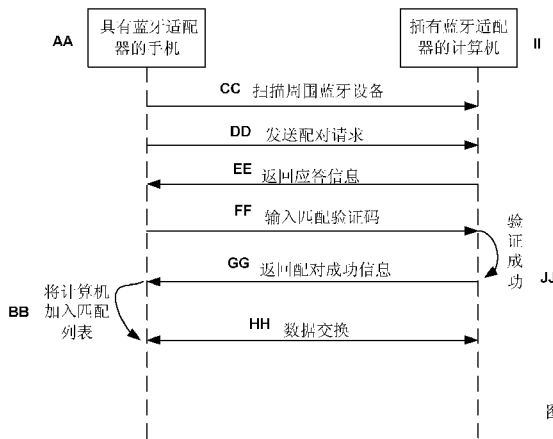 AA
具有蓝牙适配
器的手机
插有蓝牙适配
器的计算机
II
CC 扫描周围蓝牙设备
DD 发送配对请求
EE 返回应答信息
FF 输入匹配验证码
验
证
成
功
GG 返回配对成功信息
JJ
BB
将计算机
加入匹配
列表
HH 数据交换
图